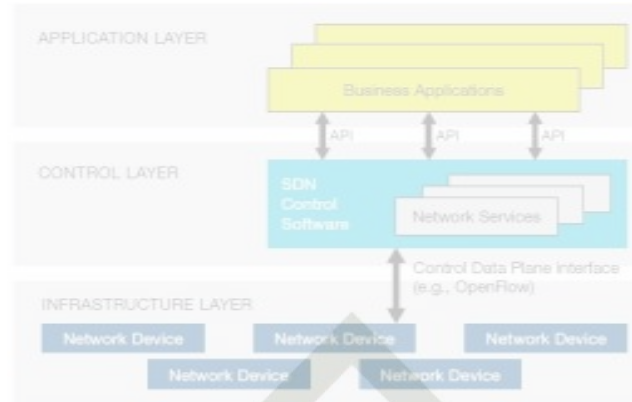 APPLICATION LAYER
Business Applications
API
API
API
CONTROL LAYER
SDN
Control
Software
Network Services
Control Data Plane interface
(e.g., OpenFlow)
INFRASTRUCTURE LAYER
Network Device
Network Device
Network Device
Network Device
Network Device